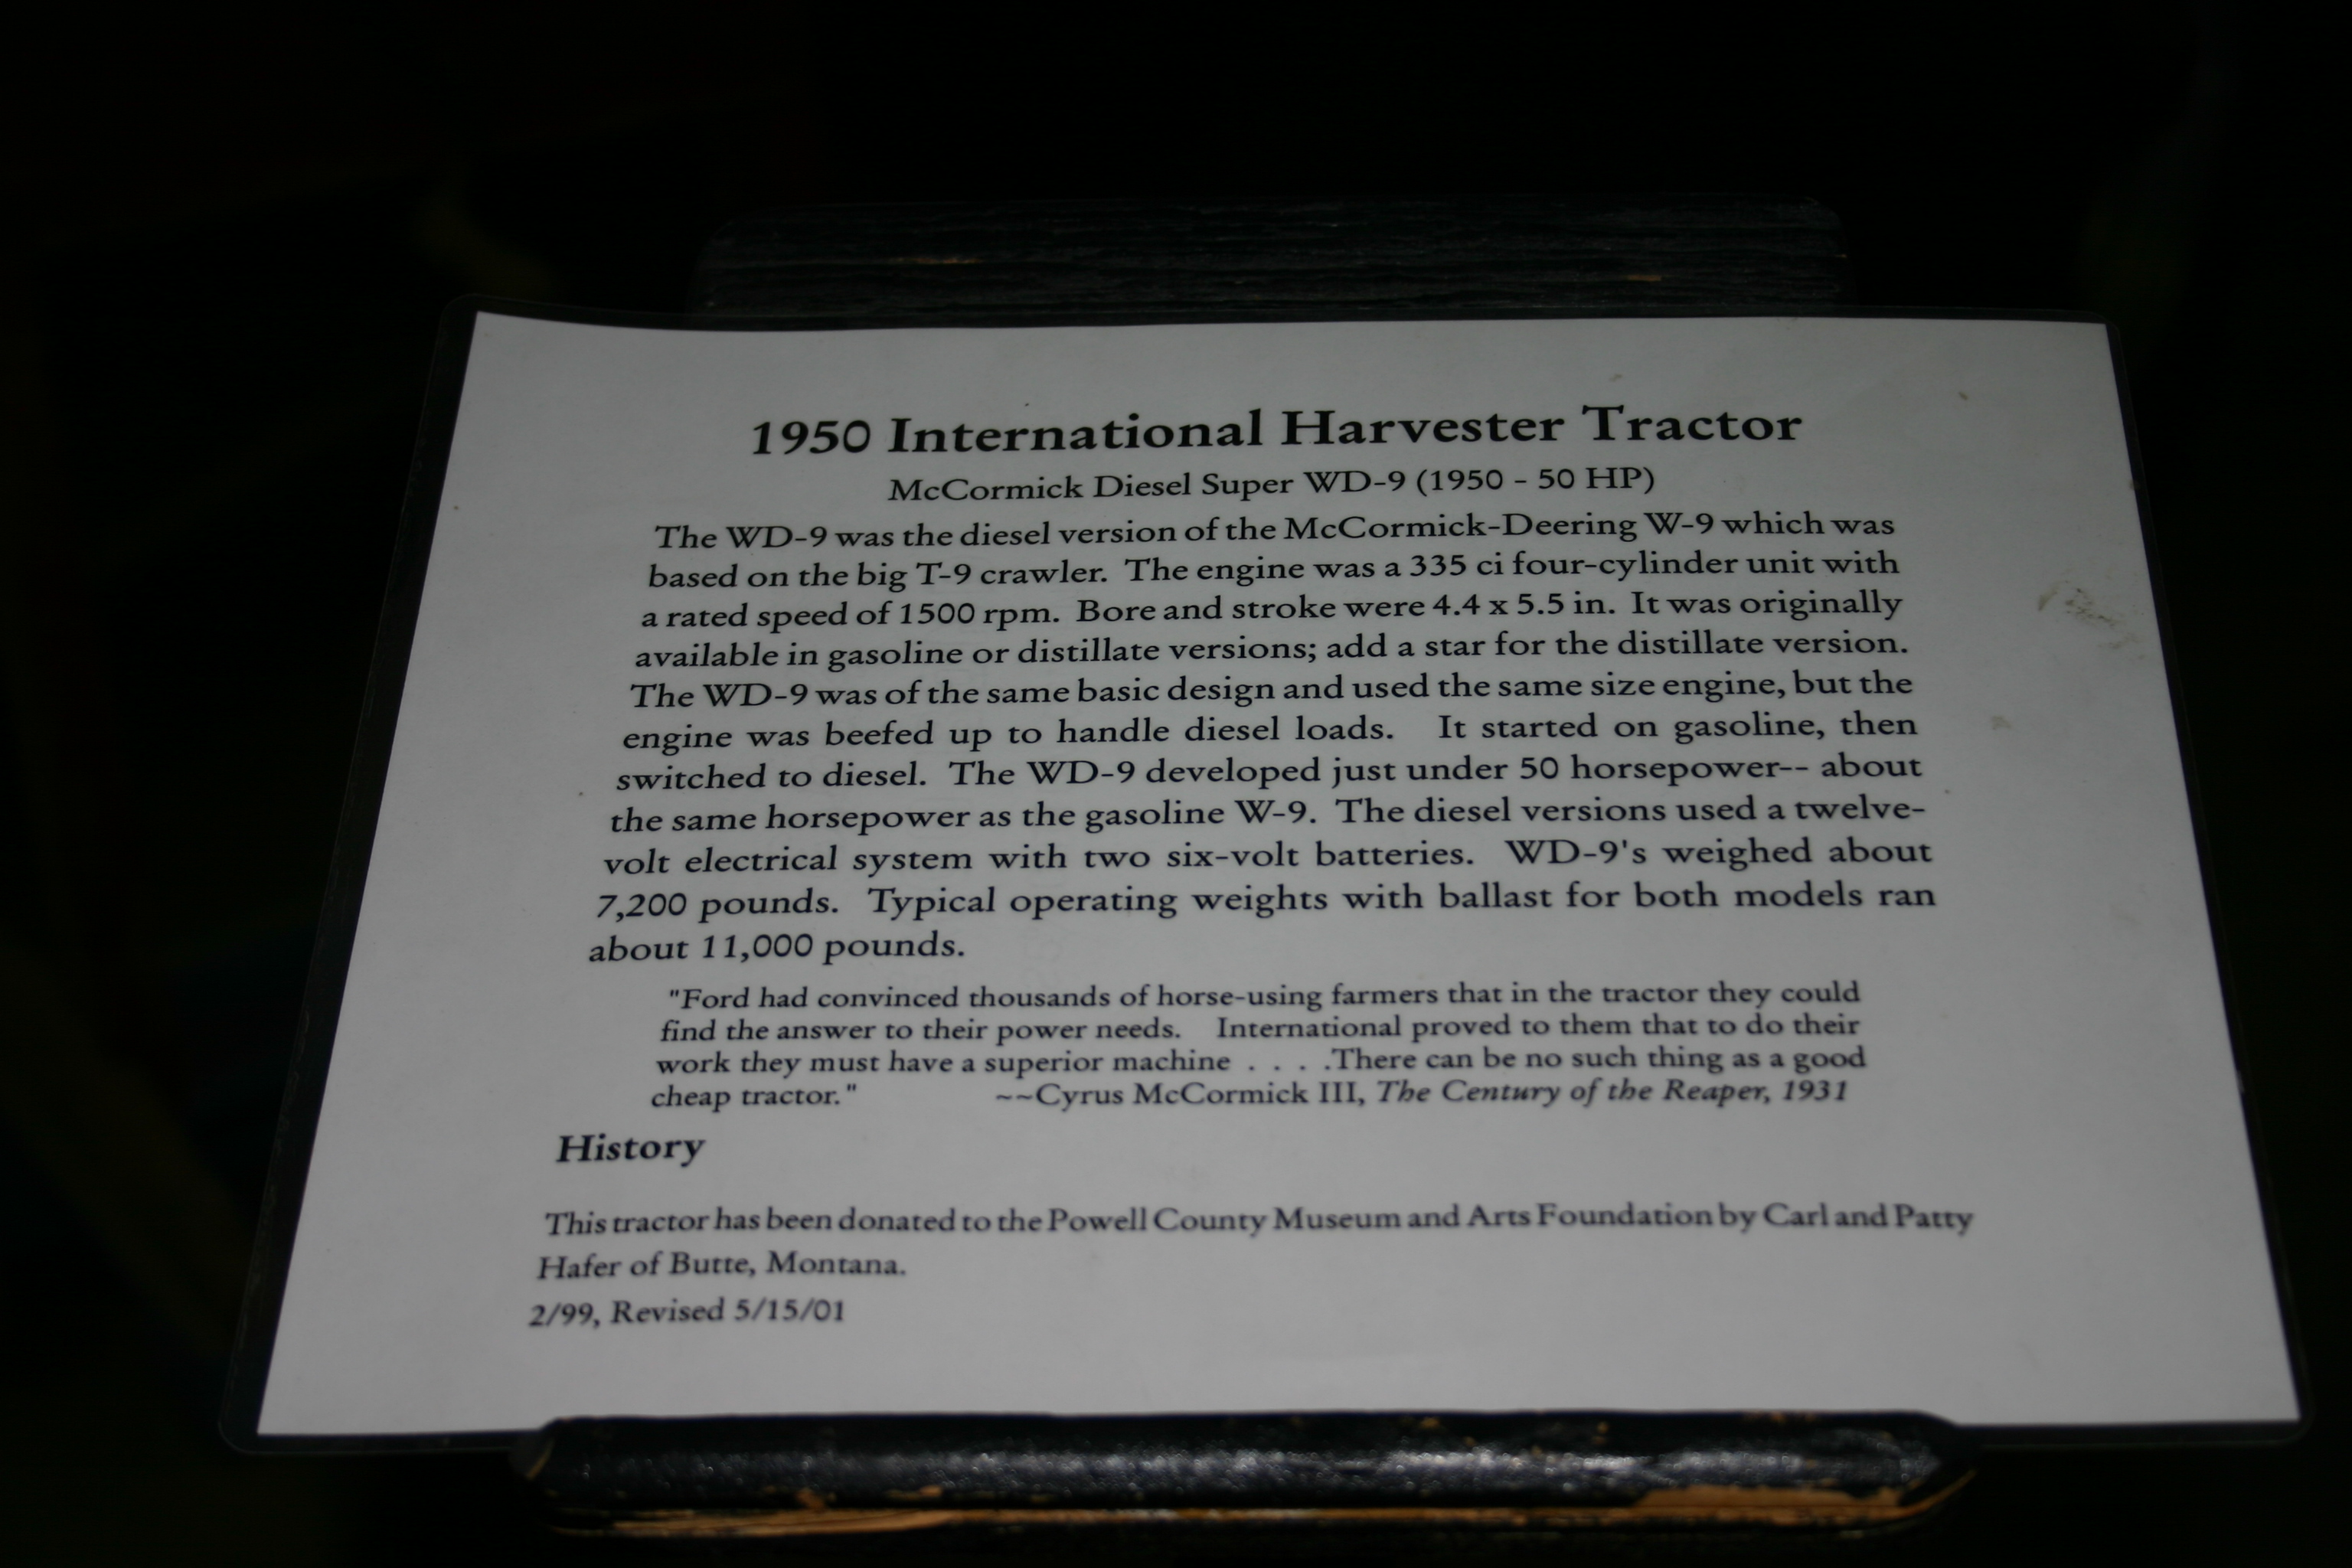 1950 International Harvester Tractor
McCormick Diesel Super WD-9 (1950 - 50 HP)
The WD-9 was the diesel version of the McCormick-Deering W-9 which was
based on the big T-9 crawler. The engine was a 335 ci four-cylinder unit with
a rated speed of 1500 rpm. Bore and stroke were 4.4 x 5.5 in. It was originally
available in gasoline or distillate versions; add a star for the distillate version.
The WD-9 was of the same basic design and used the same size engine, but the
engine was beefed up to handle diesel loads. It started on gasoline, then
switched to diesel. The WD-9 developed just under 50 horsepower-- about
the same horsepower as the gasoline W-9. The diesel versions used a twelve-
volt electrical system with two six-volt batteries. WD-9's weighed about
7,200 pounds. Typical operating weights with ballast for both models ran
about 11,000 pounds.
"Ford had convinced thousands of horse-using farmers that in the tractor they could
find the answer to their power needs. International proved to them that to do their
work they must have a superior machine . . . .There can be no such thing as a good
cheap tractor." ~~Cyrus McCormick III, The Century of the Reaper, 1931
History
This tractor has been donated to the Powell County Museum and Arts Foundation by Carl and Patty
Hafer of Butte, Montana.
2/99, Revised 5/15/01